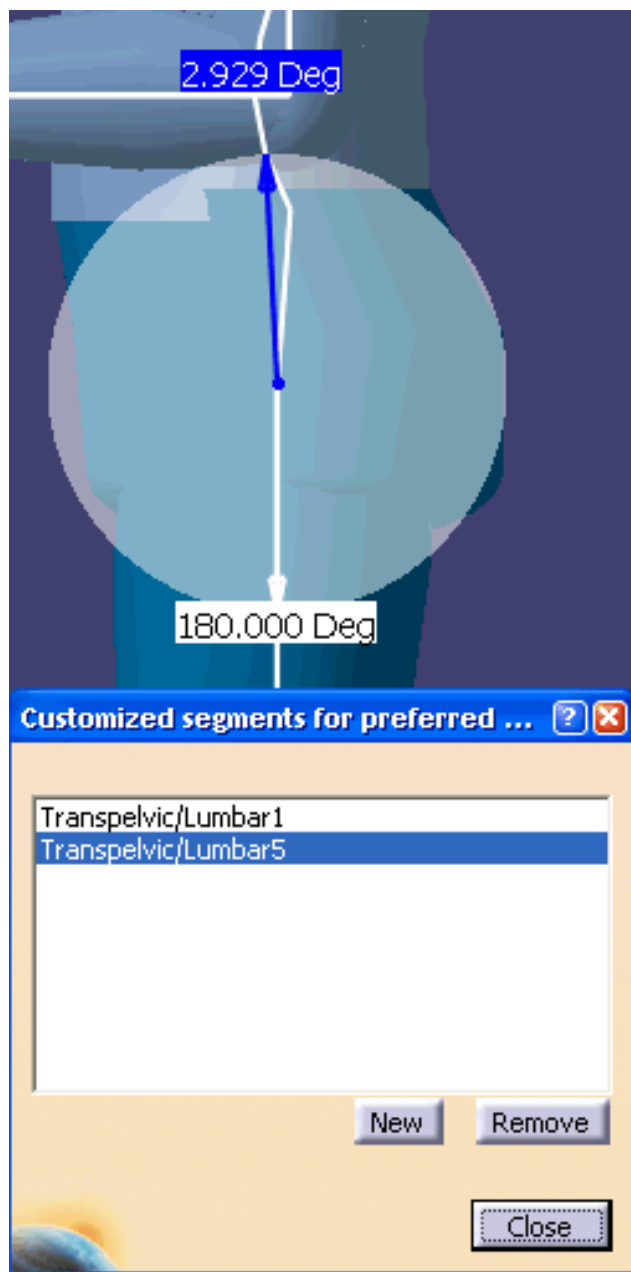 2.929 Deg
180.000 Deg
Customized segments for preferred ...
Transpelvic/Lumbar1
Transpelvic/Lumbar5
New Remove
Close